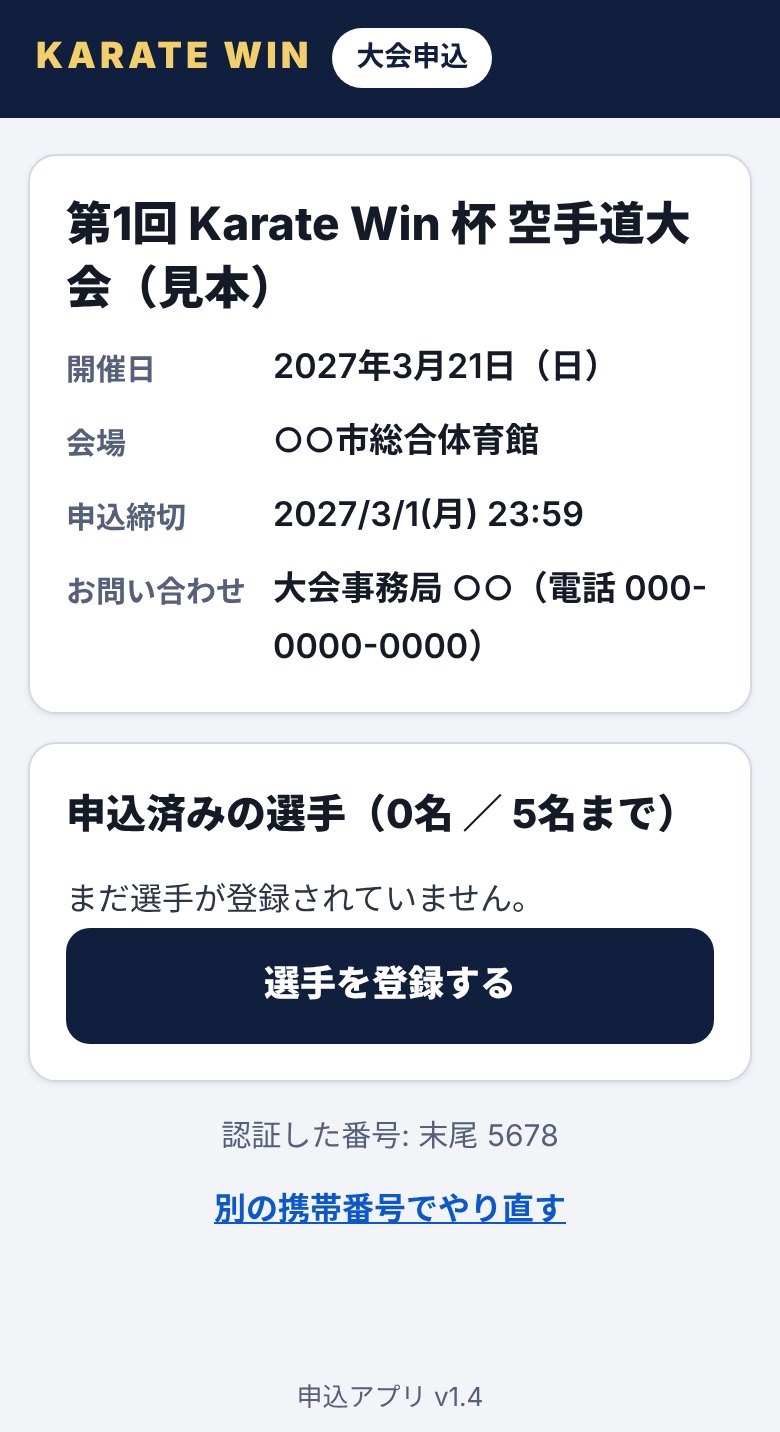 KARATE WIN 大会申込
第1回 Karate Win 杯 空手道大
会（見本）
開催日 2027年3月21日（日）
会場 〇〇市総合体育館
申込締切 2027/3/1(月) 23:59
お問い合わせ 大会事務局 〇〇（電話 000-
0000-0000）
申込済みの選手（0名 ／ 5名まで）
まだ選手が登録されていません。
選手を登録する
認証した番号: 末尾 5678
別の携帯番号でやり直す
申込アプリ v1.4